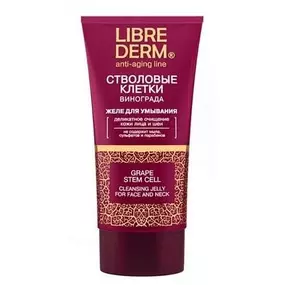 LIBRE
DERM®
anti-aging line
СТВОЛОВЫЕ
КЛЕТКИ
ВИНОГРАДА
ЖЕЛЕ ДЛЯ УМЫВАНИЯ
деликатное очищение
кожи лица и шеи
не содержит мыла,
сульфатов и парабенов
GRAPE
STEM CELL
CLEANSING JELLY
FOR FACE AND NECK